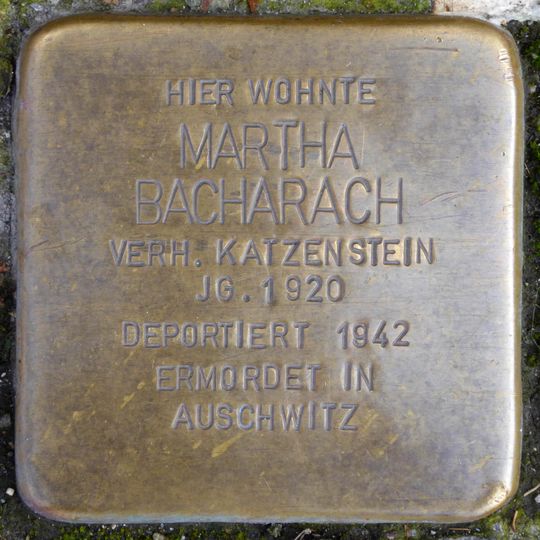 HIER WOHNTE
MARTHA
BACHARACH
VERH. KATZENSTEIN
JG. 1920
DEPORTIERT 1942
ERMORDET IN
AUSCHWITZ